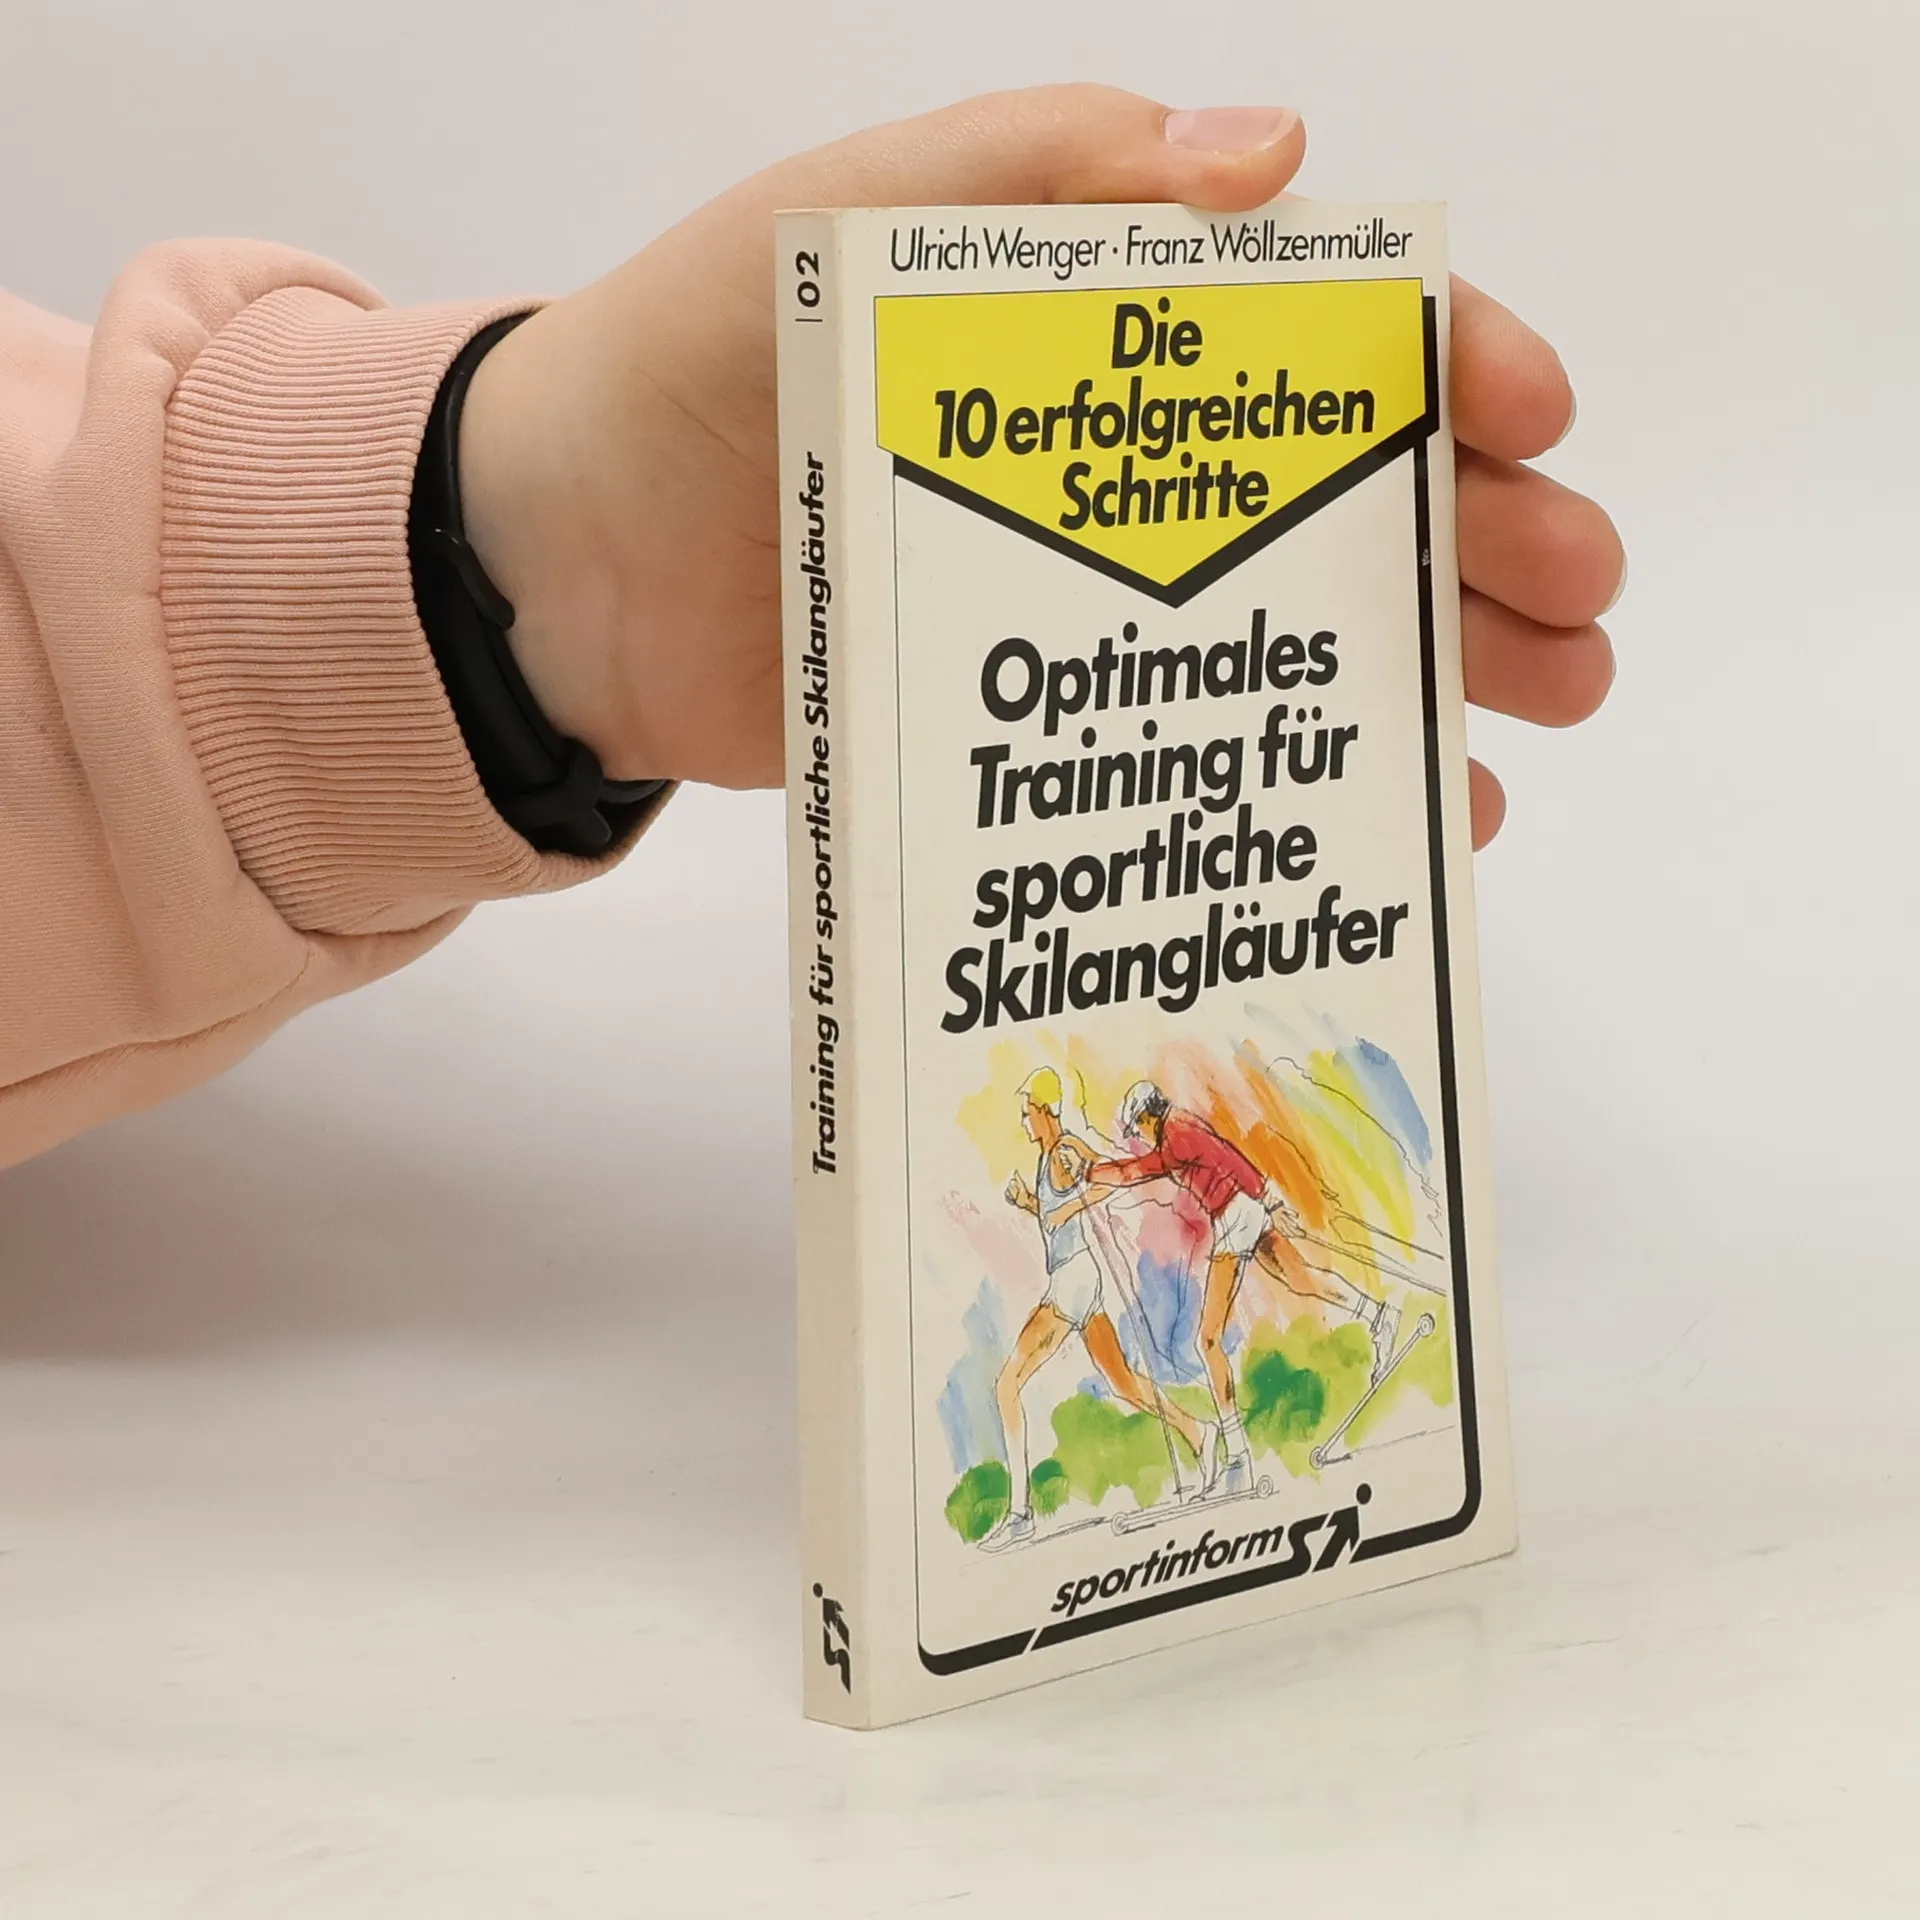 Ulrich Wenger · Franz Wöllzenmüller
Die
10 erfolgreichen
Schritte
Optimales
Training für
sportliche
Skilangläufer
sportinform
02
Training für sportliche Skilangläufer